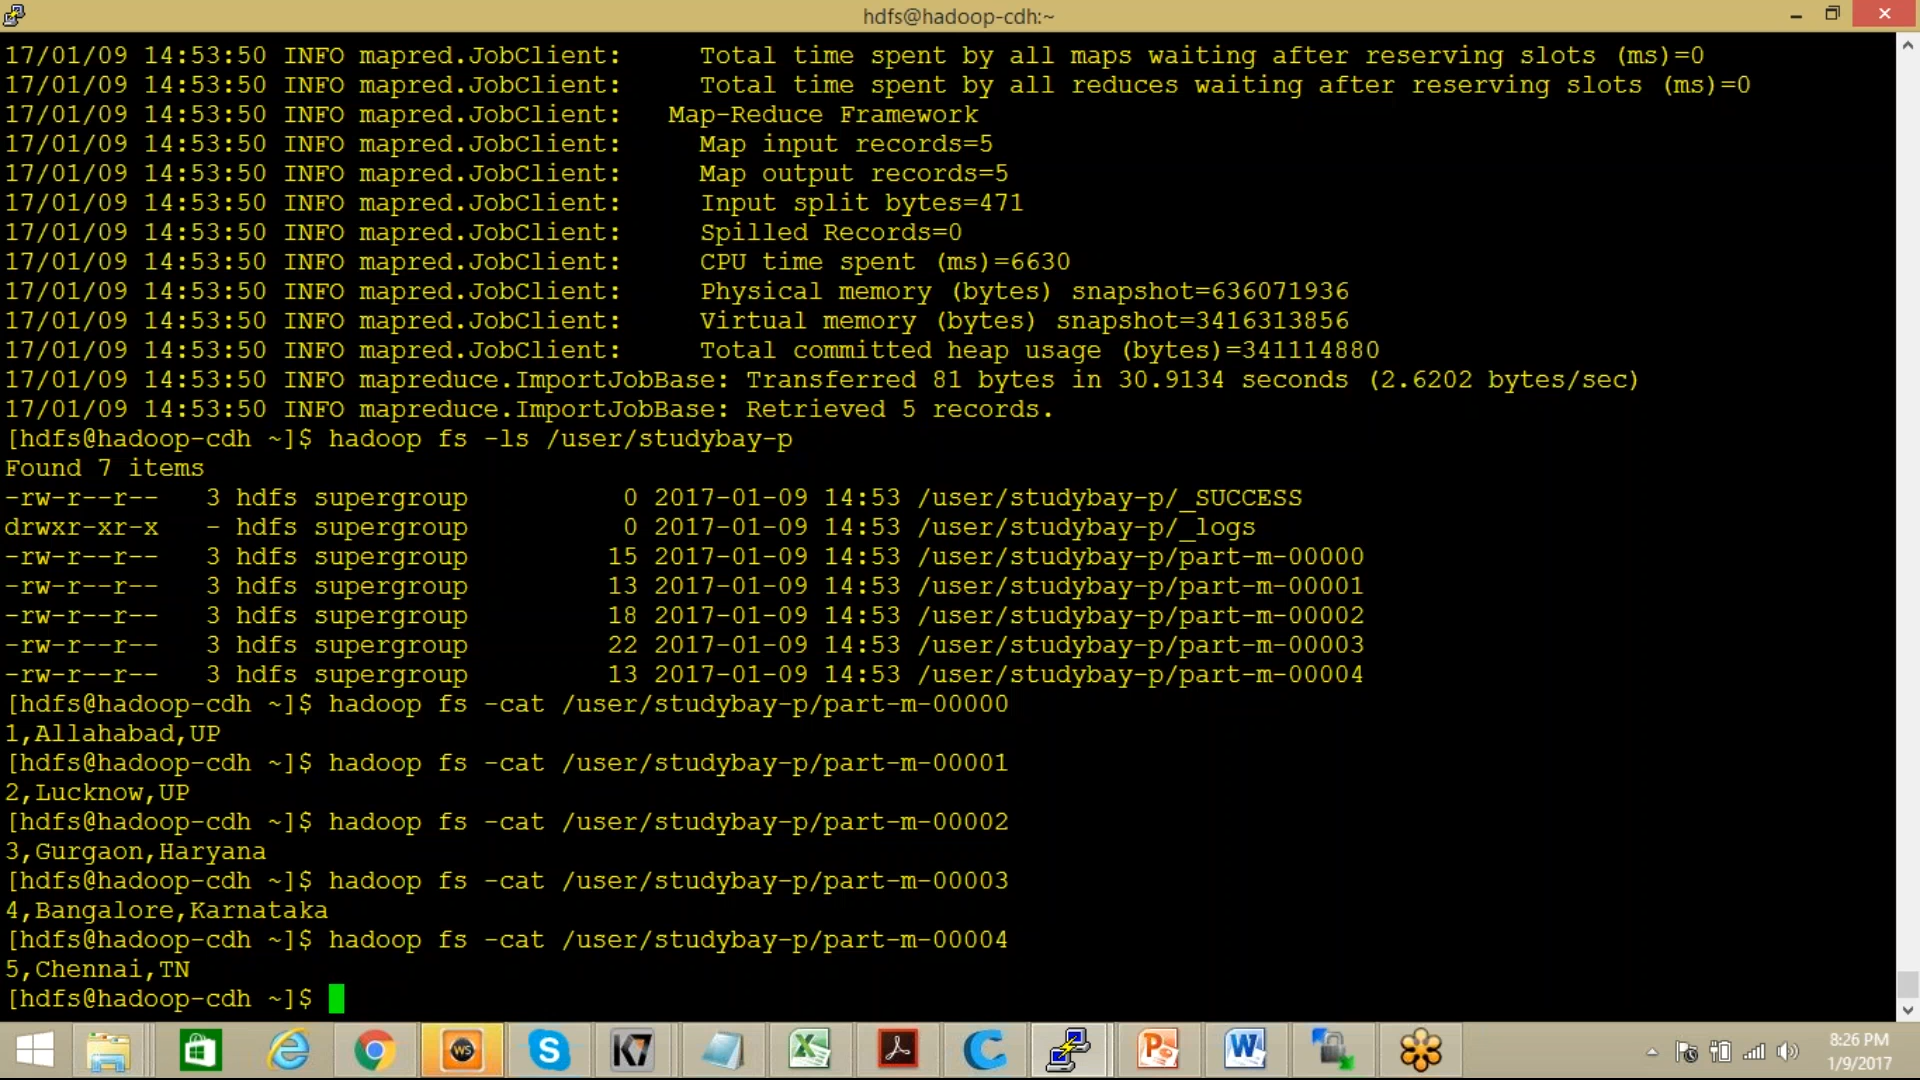 hdfs@hadoop-cdh:~
17/01/09 14:53:50 INFO mapred.JobClient:     Total time spent by all maps waiting after reserving slots (ms)=0
17/01/09 14:53:50 INFO mapred.JobClient:     Total time spent by all reduces waiting after reserving slots (ms)=0
17/01/09 14:53:50 INFO mapred.JobClient:   Map-Reduce Framework
17/01/09 14:53:50 INFO mapred.JobClient:     Map input records=5
17/01/09 14:53:50 INFO mapred.JobClient:     Map output records=5
17/01/09 14:53:50 INFO mapred.JobClient:     Input split bytes=471
17/01/09 14:53:50 INFO mapred.JobClient:     Spilled Records=0
17/01/09 14:53:50 INFO mapred.JobClient:     CPU time spent (ms)=6630
17/01/09 14:53:50 INFO mapred.JobClient:     Physical memory (bytes) snapshot=636071936
17/01/09 14:53:50 INFO mapred.JobClient:     Virtual memory (bytes) snapshot=3416313856
17/01/09 14:53:50 INFO mapred.JobClient:     Total committed heap usage (bytes)=341114880
17/01/09 14:53:50 INFO mapreduce.ImportJobBase: Transferred 81 bytes in 30.9134 seconds (2.6202 bytes/sec)
17/01/09 14:53:50 INFO mapreduce.ImportJobBase: Retrieved 5 records.
[hdfs@hadoop-cdh ~]$ hadoop fs -ls /user/studybay-p
Found 7 items
-rw-r--r--   3 hdfs supergroup          0 2017-01-09 14:53 /user/studybay-p/_SUCCESS
drwxr-xr-x   - hdfs supergroup          0 2017-01-09 14:53 /user/studybay-p/_logs
-rw-r--r--   3 hdfs supergroup         15 2017-01-09 14:53 /user/studybay-p/part-m-00000
-rw-r--r--   3 hdfs supergroup         13 2017-01-09 14:53 /user/studybay-p/part-m-00001
-rw-r--r--   3 hdfs supergroup         18 2017-01-09 14:53 /user/studybay-p/part-m-00002
-rw-r--r--   3 hdfs supergroup         22 2017-01-09 14:53 /user/studybay-p/part-m-00003
-rw-r--r--   3 hdfs supergroup         13 2017-01-09 14:53 /user/studybay-p/part-m-00004
[hdfs@hadoop-cdh ~]$ hadoop fs -cat /user/studybay-p/part-m-00000
1,Allahabad,UP
[hdfs@hadoop-cdh ~]$ hadoop fs -cat /user/studybay-p/part-m-00001
2,Lucknow,UP
[hdfs@hadoop-cdh ~]$ hadoop fs -cat /user/studybay-p/part-m-00002
3,Gurgaon,Haryana
[hdfs@hadoop-cdh ~]$ hadoop fs -cat /user/studybay-p/part-m-00003
4,Bangalore,Karnataka
[hdfs@hadoop-cdh ~]$ hadoop fs -cat /user/studybay-p/part-m-00004
5,Chennai,TN
[hdfs@hadoop-cdh ~]$
WS
K7
8:26 PM
1/9/2017